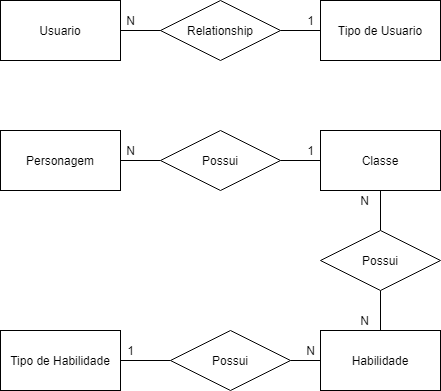 Usuario N Relationship 1 Tipo de Usuario
Personagem N Possui 1 Classe
N
Possui
N
Tipo de Habilidade 1 Possui N Habilidade